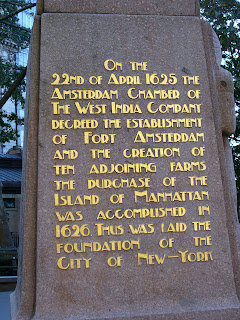 On the
22nd of April 1625 the
Amsterdam Chamber of
The West India Company
decreed the establishment
of Fort Amsterdam
and the creation of
ten adjoining farms
the purchase of the
Island of Manhattan
was accomplished in
1626. Thus was laid the
foundation of the
City of New-York